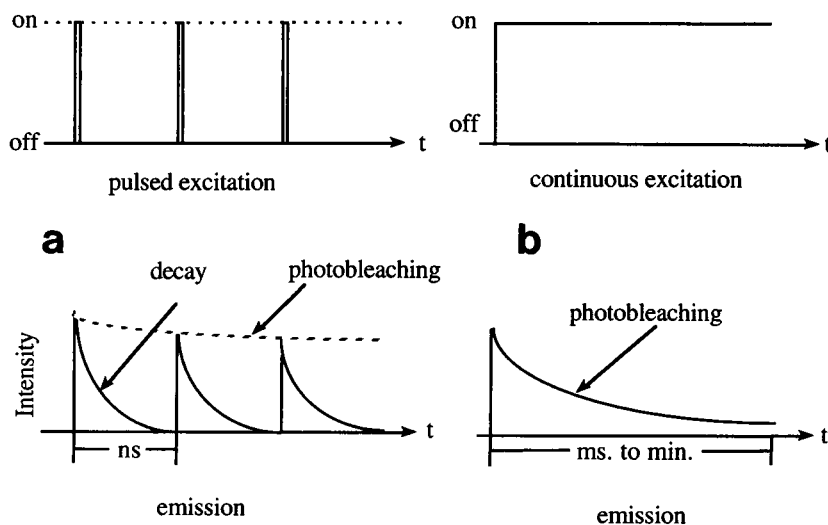 on
off
t
pulsed excitation
on
off
t
continuous excitation
a
decay
photobleaching
Intensity
t
ns
emission
b
photobleaching
t
ms. to min.
emission